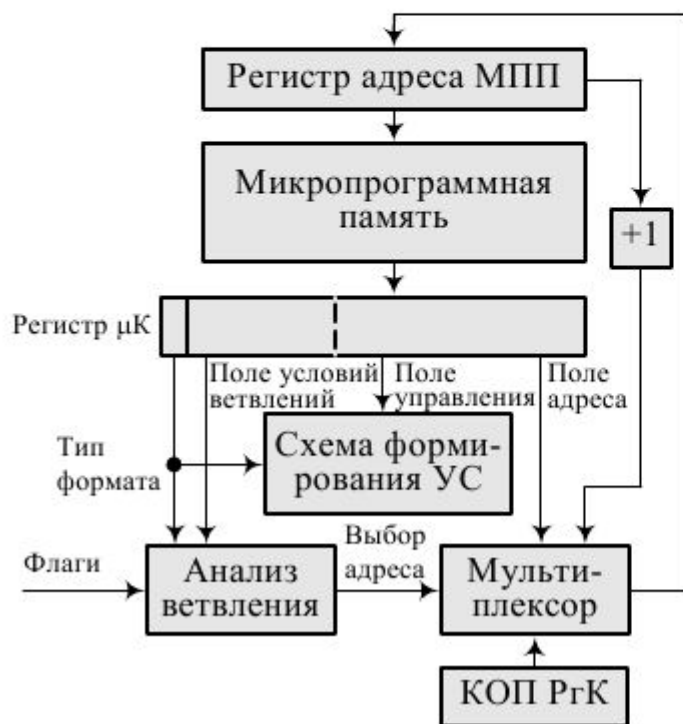 Регистр адреса МПП
Микропрограммная
память
+1
Регистр μК
Поле условий
ветвлений
Поле
управления
Поле
адреса
Тип
формата
Схема форми-
рования УС
Флаги
Анализ
ветвления
Выбор
адреса
Мульти-
плексор
КОП РгК